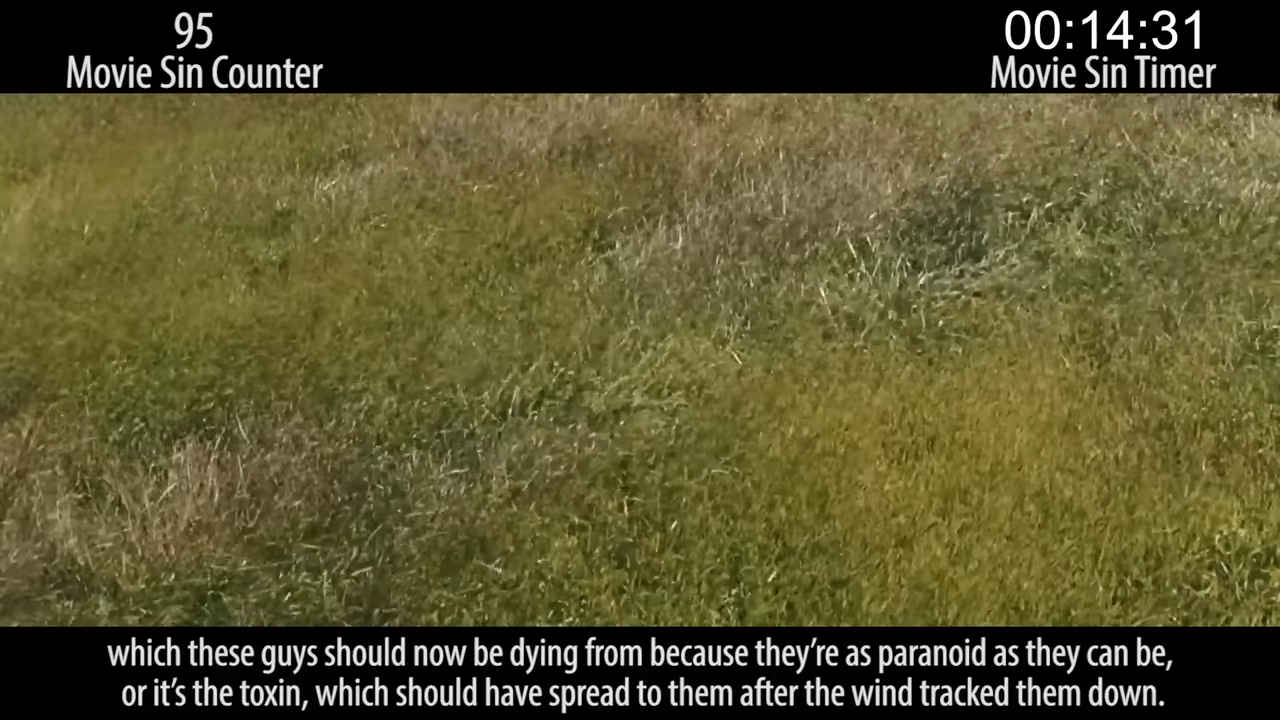 95
Movie Sin Counter
00:14:31
Movie Sin Timer
which these guys should now be dying from because they're as paranoid as they can be,
or it's the toxin, which should have spread to them after the wind tracked them down.